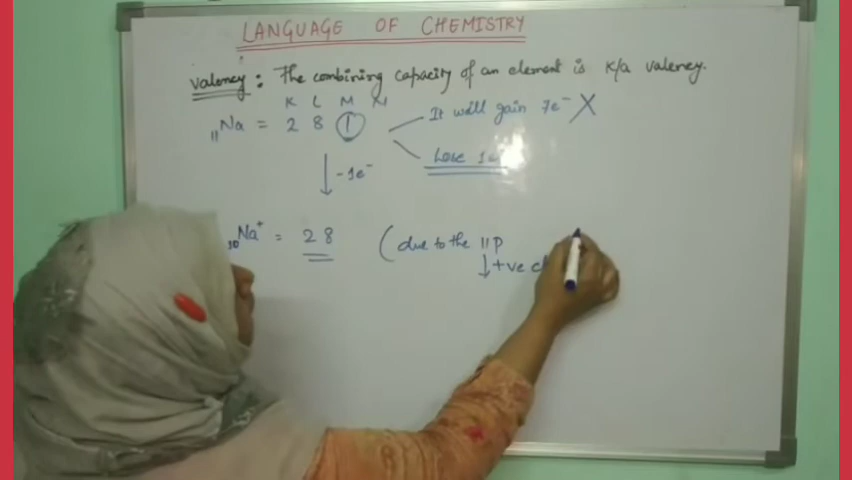 LANGUAGE OF CHEMISTRY
Valency : The combining capacity of an element is k/a valency.
K L M N
11Na = 2 8 1
It will gain 7e⁻ X
Lose 1e
-1e⁻
10Na⁺ = 2 8 (due to the 11P
↓ +ve